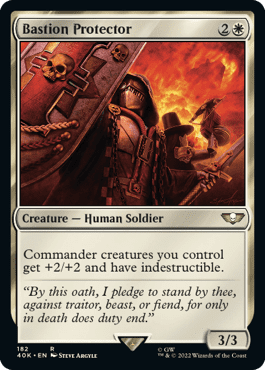 Bastion Protector 2
Creature — Human Soldier
Commander creatures you control
get +2/+2 and have indestructible.
“By this oath, I pledge to stand by thee,
against traitor, beast, or fiend, for only
in death does duty end.”
3/3
182 R
40K • EN STEVE ARGYLE
© GW
™ & © 2022 Wizards of the Coast